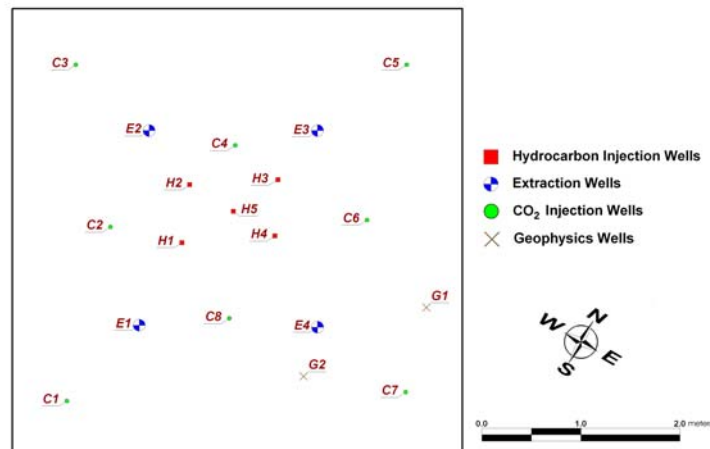 C3
C5
E2
E3
C4
H2
H3
H5
C2
C6
H1
H4
G1
E1
C8
E4
G2
C1
C7
Hydrocarbon Injection Wells
Extraction Wells
CO₂ Injection Wells
Geophysics Wells
N
W
E
S
0.0 1.0 2.0 meter